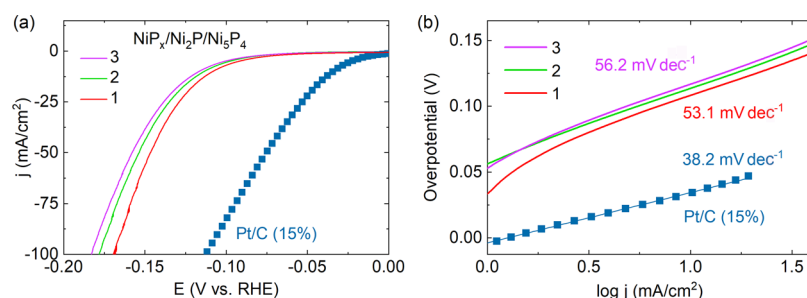 (a)
NiPₓ/Ni₂P/Ni₅P₄
3
2
1
0
-25
-50
-75
-100
j (mA/cm²)
Pt/C (15%)
-0.20 -0.15 -0.10 -0.05 0.00
E (V vs. RHE)
(b)
3
2
1
56.2 mV dec⁻¹
53.1 mV dec⁻¹
38.2 mV dec⁻¹
Pt/C (15%)
0.15
0.10
0.05
0.00
Overpotential (V)
0.0 0.5 1.0 1.5
log j (mA/cm²)